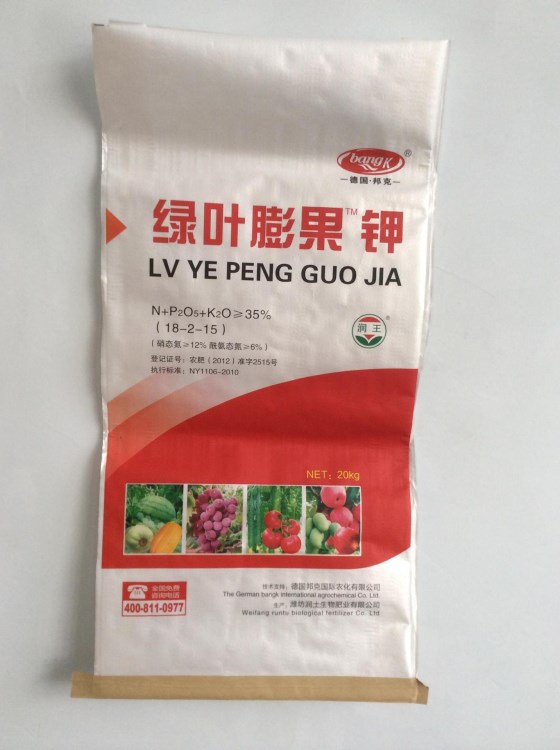 bangK®
—德国·邦克—
绿叶膨果™钾
LV YE PENG GUO JIA
N+P₂O₅+K₂O≥35%
(18-2-15)
润王®
(硝态氮≥12% 酰氨态氮≥6%)
登记证号:农肥(2012)准字2515号
执行标准:NY1106-2010
NET:20kg
全国免费
咨询电话
400-811-0977
技术支持:德国邦克国际农化有限公司
The German bangk international agrochemical Co. Ltd.
生产:潍坊润土生物肥业有限公司
Weifang runtu biological fertilizer Co. Ltd